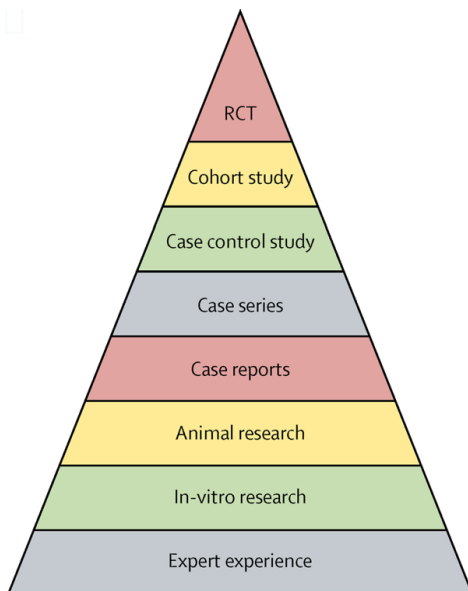 RCT
Cohort study
Case control study
Case series
Case reports
Animal research
In-vitro research
Expert experience